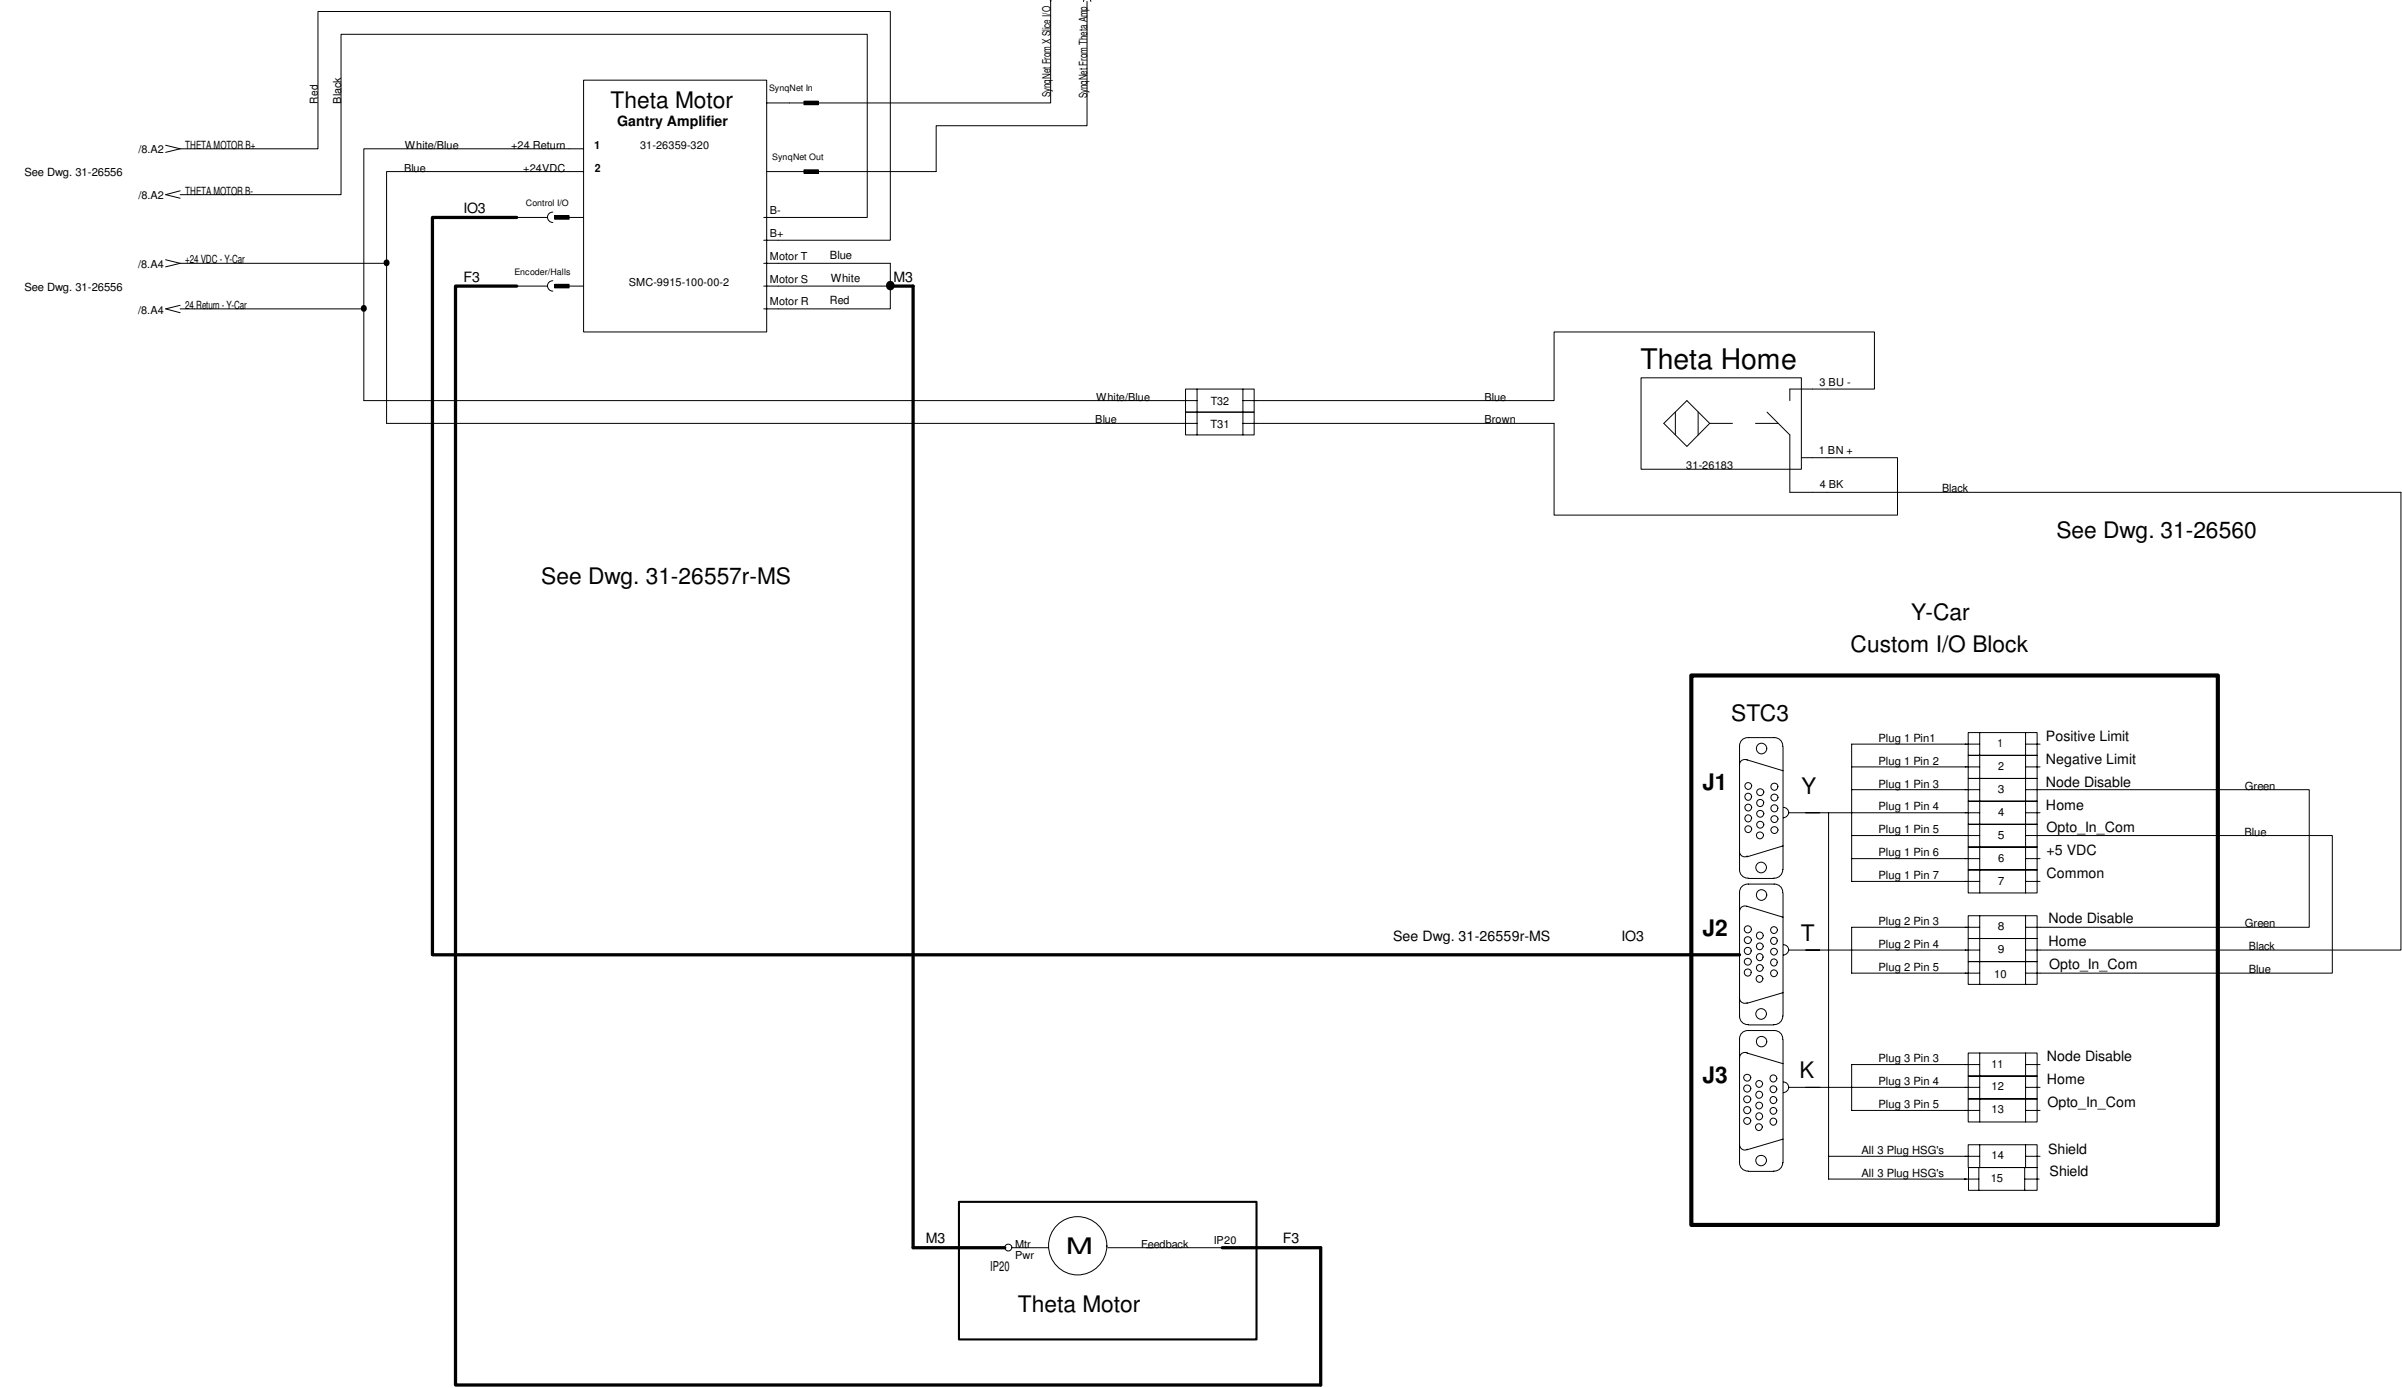 SynqNet From X Slice I/O
SynqNet From Theta Amp
Red
Black
Theta Motor
Gantry Amplifier
31-26359-320
SMC-9915-100-00-2
SynqNet In
SynqNet Out
/8.A2 THETA MOTOR B+
See Dwg. 31-26556
/8.A2 THETA MOTOR B-
White/Blue +24 Return 1
Blue +24VDC 2
IO3 Control I/O
B-
B+
/8.A4 +24 VDC - Y-Car
See Dwg. 31-26556
/8.A4 24 Return - Y-Car
F3 Encoder/Halls
Motor T Blue
Motor S White M3
Motor R Red
Theta Home
3 BU -
1 BN +
4 BK
31-26183
White/Blue T32 Blue
Blue T31 Brown
Black
See Dwg. 31-26560
See Dwg. 31-26557r-MS
Y-Car
Custom I/O Block
STC3
J1 Y
Plug 1 Pin1 1 Positive Limit
Plug 1 Pin 2 2 Negative Limit
Plug 1 Pin 3 3 Node Disable Green
Plug 1 Pin 4 4 Home
Plug 1 Pin 5 5 Opto_In_Com Blue
Plug 1 Pin 6 6 +5 VDC
Plug 1 Pin 7 7 Common
See Dwg. 31-26559r-MS IO3
J2 T
Plug 2 Pin 3 8 Node Disable Green
Plug 2 Pin 4 9 Home Black
Plug 2 Pin 5 10 Opto_In_Com Blue
J3 K
Plug 3 Pin 3 11 Node Disable
Plug 3 Pin 4 12 Home
Plug 3 Pin 5 13 Opto_In_Com
All 3 Plug HSG's 14 Shield
All 3 Plug HSG's 15 Shield
M3 Mtr Pwr IP20 M Feedback IP20 F3
Theta Motor